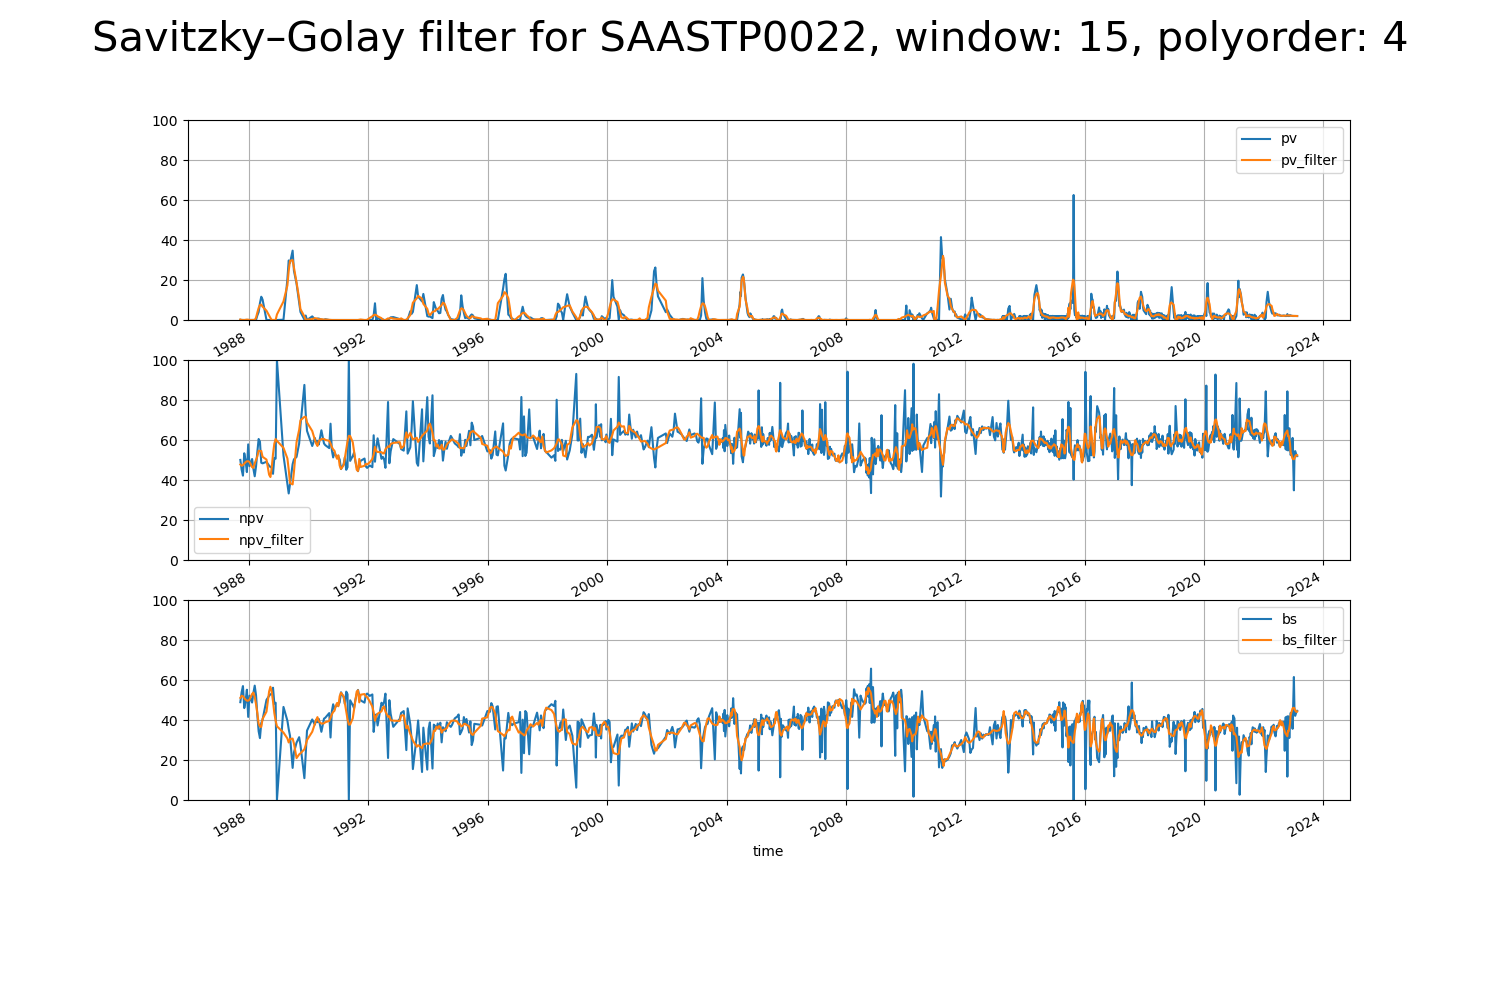 Savitzky–Golay filter for SAASTP0022, window: 15, polyorder: 4
100
80
60
40
20
0
pv
pv_filter
1988 1992 1996 2000 2004 2008 2012 2016 2020 2024
100
80
60
40
20
0
npv
npv_filter
1988 1992 1996 2000 2004 2008 2012 2016 2020 2024
100
80
60
40
20
0
bs
bs_filter
1988 1992 1996 2000 2004 2008 2012 2016 2020 2024
time